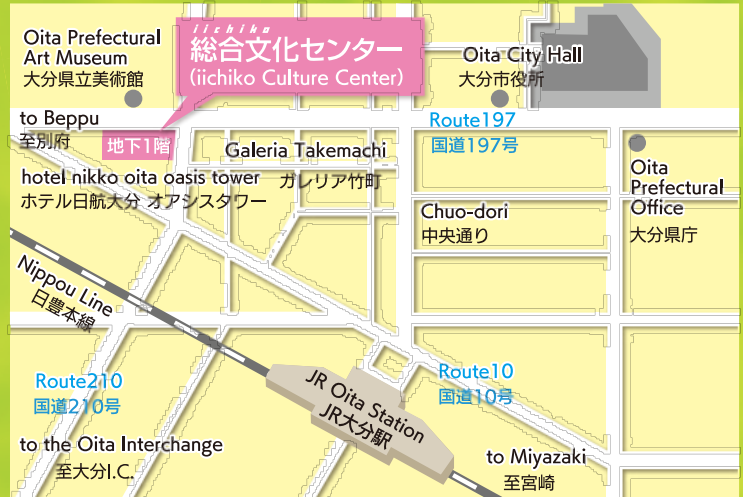 Oita Prefectural
Art Museum
大分県立美術館
iichiko
総合文化センター
(iichiko Culture Center)
Oita City Hall
大分市役所
to Beppu
至別府
地下1階
Galeria Takemachi
ガレリア竹町
Route197
国道197号
hotel nikko oita oasis tower
ホテル日航大分 オアシスタワー
Oita
Prefectural
Office
大分県庁
Chuo-dori
中央通り
Nippou Line
日豊本線
Route210
国道210号
JR Oita Station
JR大分駅
Route10
国道10号
to the Oita Interchange
至大分I.C.
to Miyazaki
至宮崎